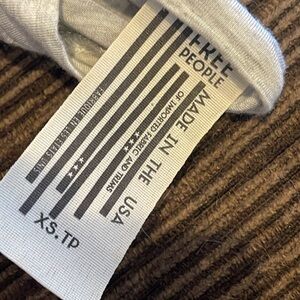 FREE
PEOPLE
MADE IN THE USA
OF IMPORTED FABRIC AND TRIMS
XS.TP